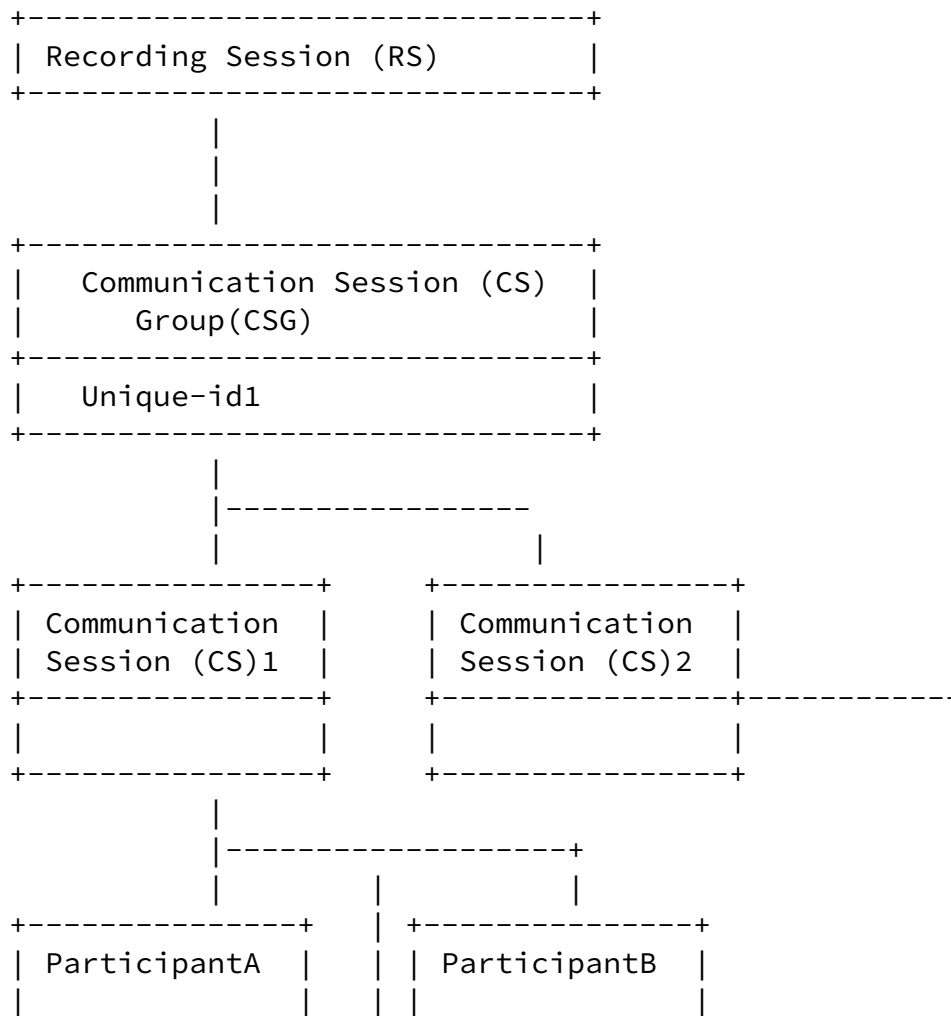 Recording Session (RS)
Communication Session (CS)
Group(CSG)
Unique-id1
Communication Communication
Session (CS)1 Session (CS)2
ParticipantA ParticipantB